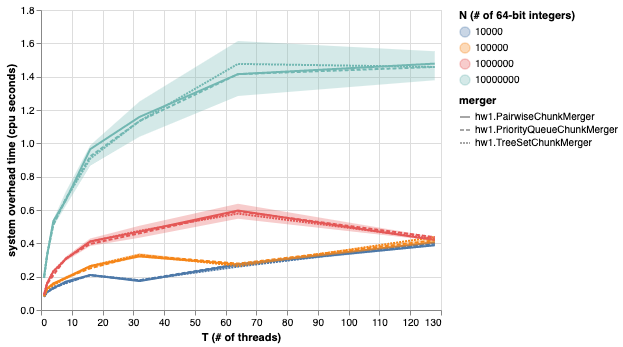 1.8
1.6
1.4
1.2
1.0
0.8
0.6
0.4
0.2
0.0
system overhead time (cpu seconds)
0 10 20 30 40 50 60 70 80 90 100 110 120 130
T (# of threads)
N (# of 64-bit integers)
10000
100000
1000000
10000000
merger
hw1.PairwiseChunkMerger
hw1.PriorityQueueChunkMerger
hw1.TreeSetChunkMerger